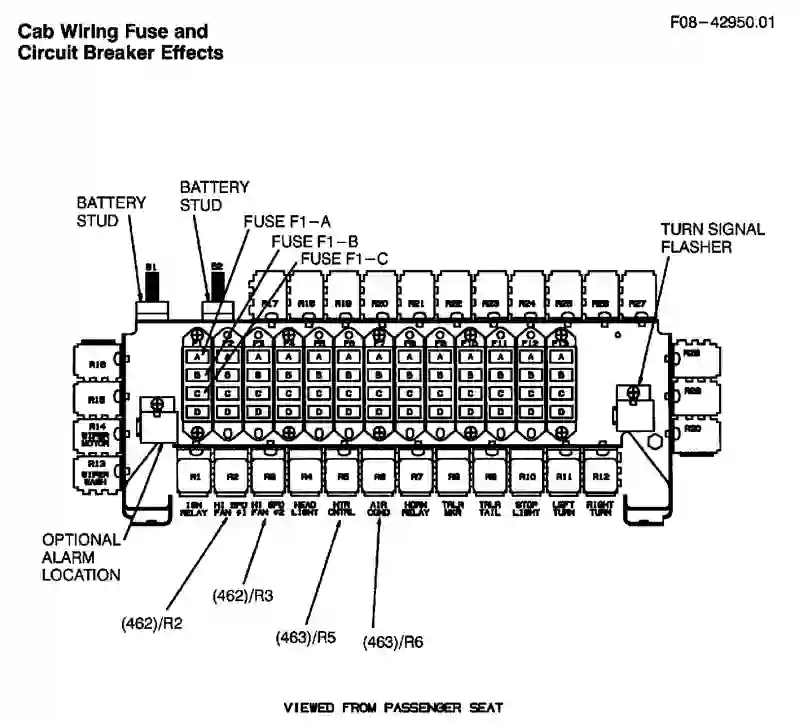 Cab Wiring Fuse and
Circuit Breaker Effects
F08-42950.01
BATTERY
STUD
BATTERY
STUD
FUSE F1-A
FUSE F1-B
FUSE F1-C
TURN SIGNAL
FLASHER
B1
B2
R17 R18 R19 R20 R21 R22 R23 R24 R25 R26 R27
F1 F2 F3 F4 F5 F6 F7 F8 F9 F10 F11 F12 F13
A A A A A A A A A A A A A
B B B B B B B B B B B B B
C C C C C C C C C C C C C
D D D D D D D D D D D D D
R16
R15
R14
WIPER
MOTOR
R13
WIPER
WASH
R28
R29
R1 R2 R3 R4 R5 R6 R7 R8 R9 R10 R11 R12
IGN HI SPD HI SPD HEAD HTR AIR HORN TRLR TRLR STOP LEFT RIGHT
RELAY FAN #1 FAN #2 LIGHT CNTRL COND RELAY MKR TAIL LIGHT TURN TURN
OPTIONAL
ALARM
LOCATION
(462)/R2
(462)/R3
(463)/R5
(463)/R6
VIEWED FROM PASSENGER SEAT